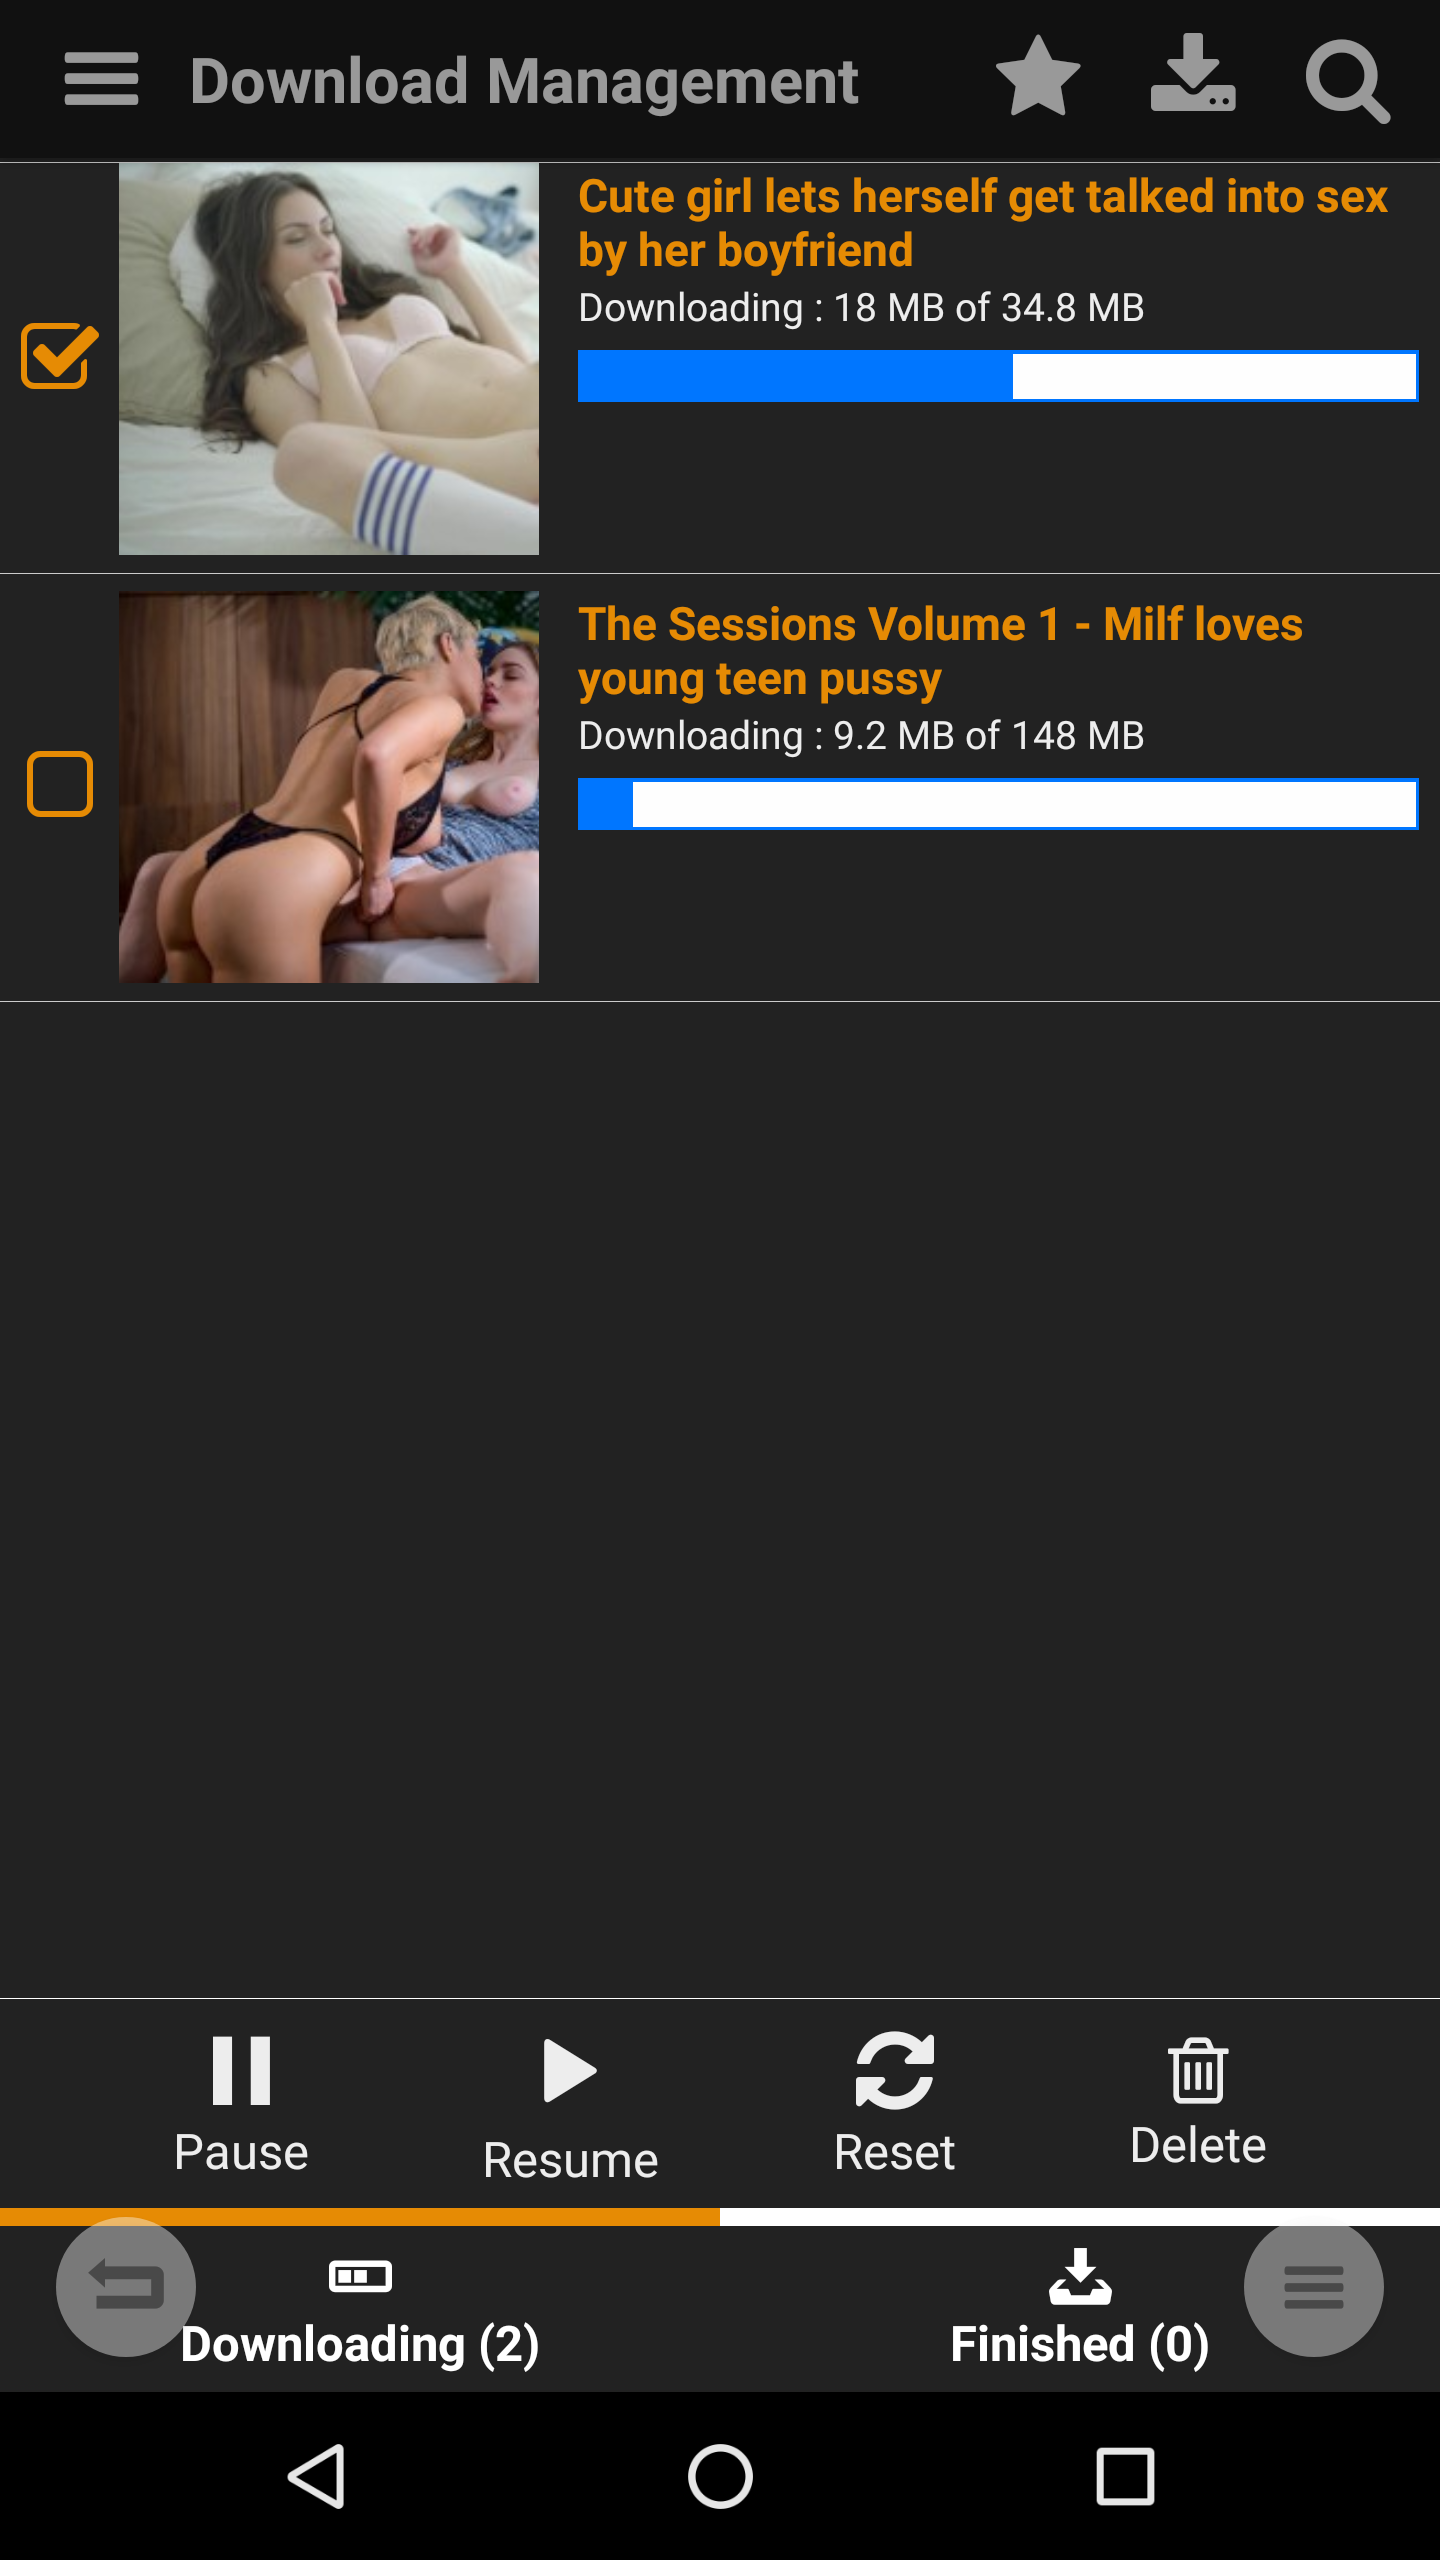 Download Management
Cute girl lets herself get talked into sex
by her boyfriend
Downloading : 18 MB of 34.8 MB
The Sessions Volume 1 - Milf loves
young teen pussy
Downloading : 9.2 MB of 148 MB
Pause
Resume
Reset
Delete
Downloading (2)
Finished (0)